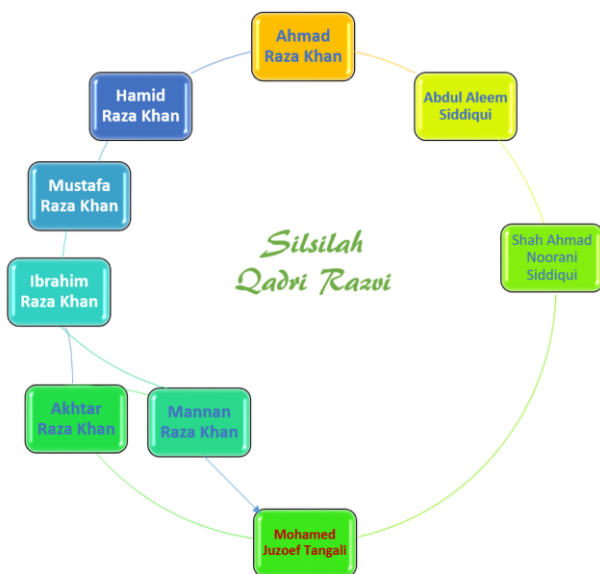 Ahmad
Raza Khan
Hamid
Raza Khan
Abdul Aleem
Siddiqui
Mustafa
Raza Khan
Silsilah
Qadri Razvi
Shah Ahmad
Noorani
Siddiqui
Ibrahim
Raza Khan
Akhtar
Raza Khan
Mannan
Raza Khan
Mohamed
Juzoef Tangali